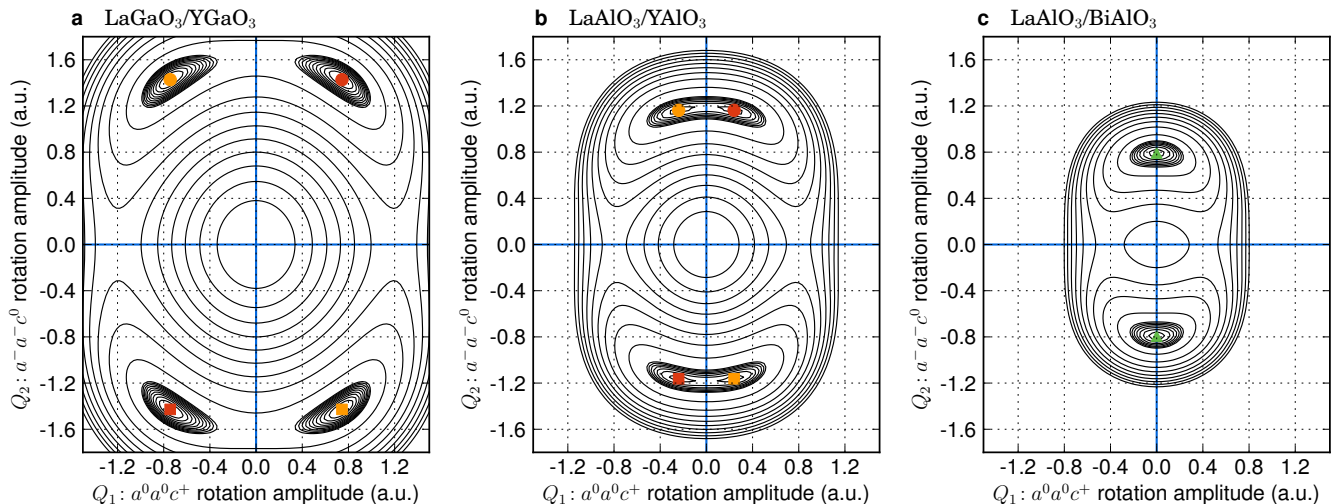 a LaGaO₃/YGaO₃
b LaAlO₃/YAlO₃
c LaAlO₃/BiAlO₃
Q₂: a⁻a⁻c⁰ rotation amplitude (a.u.)
1.6
1.2
0.8
0.4
0.0
-0.4
-0.8
-1.2
-1.6
-1.2 -0.8 -0.4 0.0 0.4 0.8 1.2
Q₁: a⁰a⁰c⁺ rotation amplitude (a.u.)
Q₂: a⁻a⁻c⁰ rotation amplitude (a.u.)
1.6
1.2
0.8
0.4
0.0
-0.4
-0.8
-1.2
-1.6
-1.2 -0.8 -0.4 0.0 0.4 0.8 1.2
Q₁: a⁰a⁰c⁺ rotation amplitude (a.u.)
Q₂: a⁻a⁻c⁰ rotation amplitude (a.u.)
1.6
1.2
0.8
0.4
0.0
-0.4
-0.8
-1.2
-1.6
-1.2 -0.8 -0.4 0.0 0.4 0.8 1.2
Q₁: a⁰a⁰c⁺ rotation amplitude (a.u.)